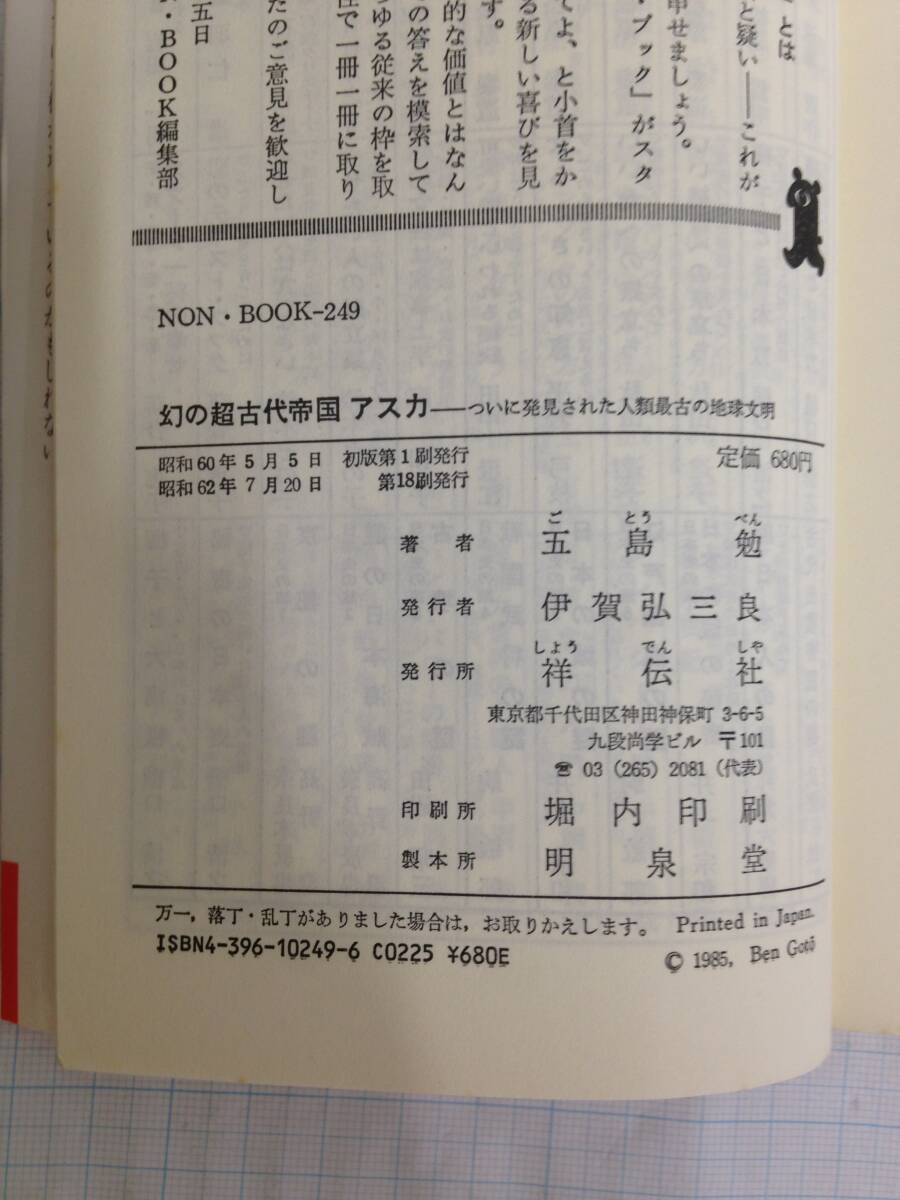 とは
と疑い――これが
申せましょう。
・ブック」がスタ
てよ、と小首をか
る新しい喜びを見
す。
的な価値とはなん
の答えを模索して
ゆる従来の枠を取
で一冊一冊に取り
たのご意見を歓迎し
五日
・BOOK編集部
NON・BOOK-249
幻の超古代帝国 アスカ――ついに発見された人類最古の地球文明
昭和60年5月5日 初版第1刷発行
定価 680円
昭和62年7月20日 第18刷発行
ご とう べん
著者 五島勉
発行者 伊賀弘三良
しょう でん しゃ
発行所 祥伝社
東京都千代田区神田神保町 3-6-5
九段尚学ビル 〒101
☎ 03 (265) 2081 (代表)
印刷所 堀内印刷
製本所 明泉堂
万一,落丁・乱丁がありました場合は,お取りかえします。 Printed in Japan.
ISBN4-396-10249-6 C0225 ¥680E
© 1985, Ben Gotō